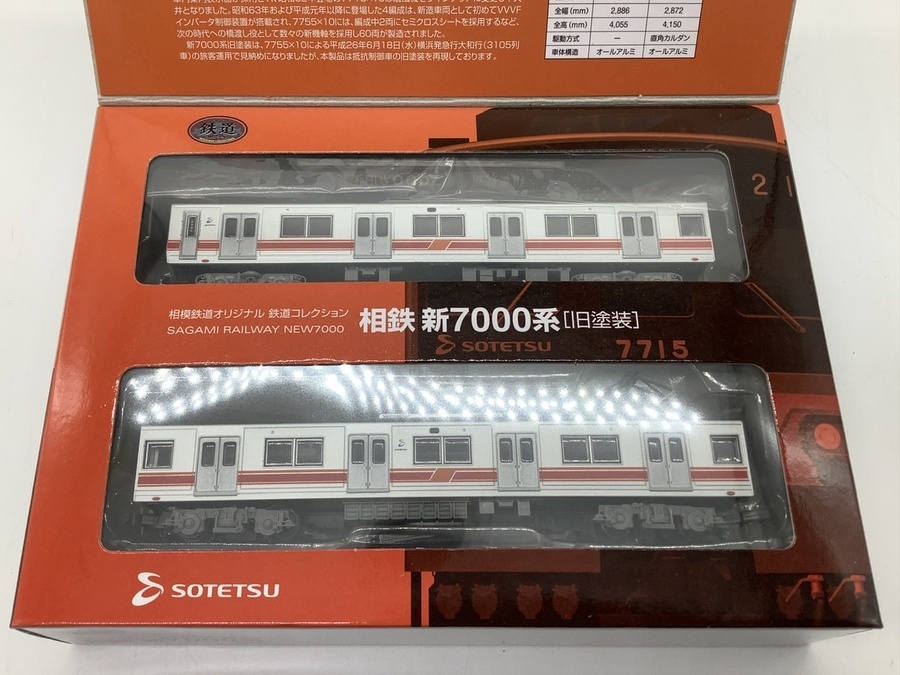 井となりました。昭和63年および平成元年以降に登場した4編成は、新造車両として初めてVVVF
インバータ制御装置が搭載され、7755×10には、編成中2両にセミクロスシートを採用するなど、
次の時代への橋渡し役として数々の新機軸を採用し60両が製造されました。
新7000系旧塗装は、7755×10による平成26年6月18日(水)横浜発急行大和行(3105列
車)の旅客運用で見納めになりましたが、本製品は抵抗制御車の旧塗装を再現しております。
全幅(mm) 2,886 2,872
全高(mm) 4,055 4,150
駆動方式 ー 直角カルダン
車体構造 オールアルミ オールアルミ
鉄道
21
相模鉄道オリジナル 鉄道コレクション
SAGAMI RAILWAY NEW7000
相鉄 新7000系[旧塗装]
SOTETSU
7715
SOTETSU